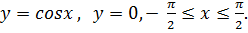 y = cosx , y = 0, - π/2 ≤ x ≤ π/2.